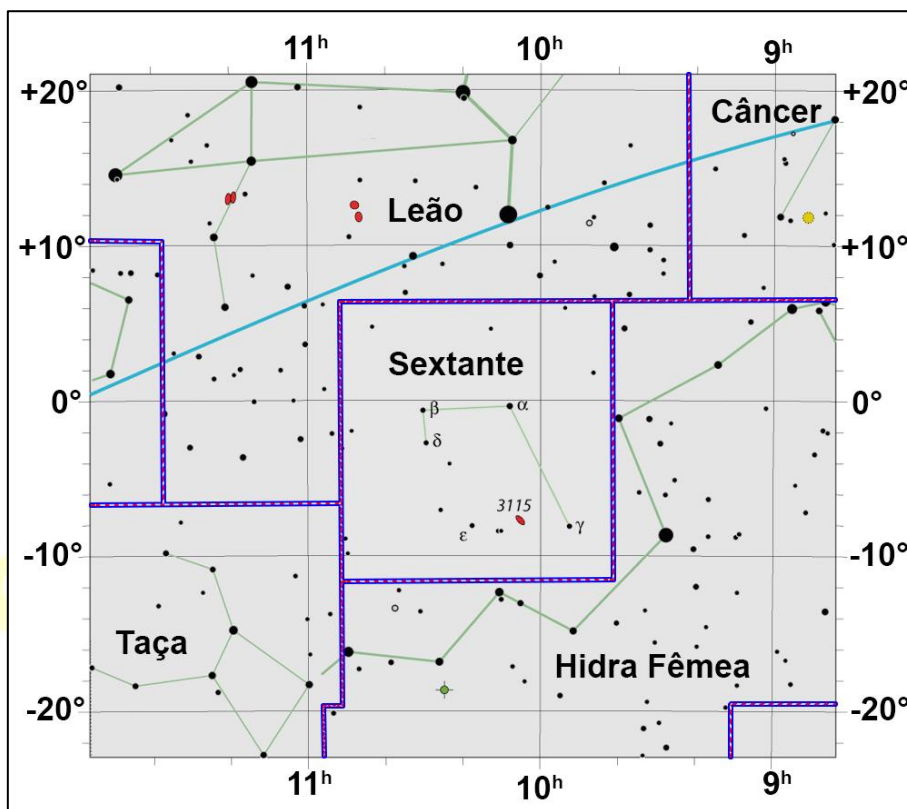 11ʰ 10ʰ 9ʰ
+20° +20°
Câncer
Leão
+10° +10°
Sextante
0° β α 0°
δ
3115
ε γ
-10° -10°
Taça Hidra Fêmea
-20° -20°
11ʰ 10ʰ 9ʰ